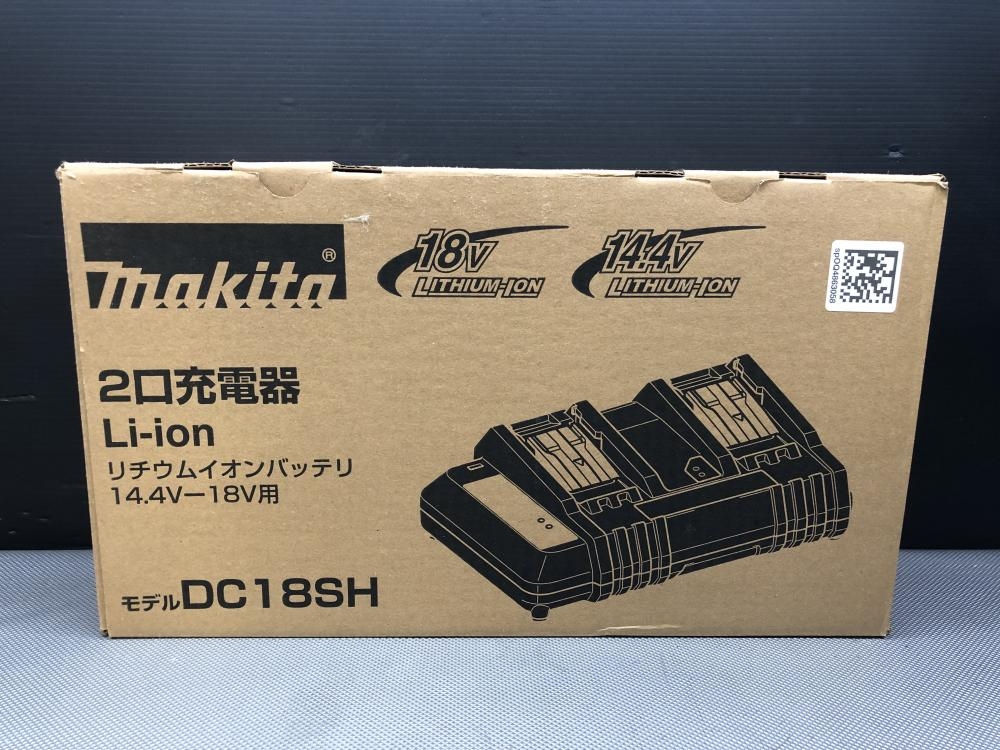 makita®
18V
LITHIUM-ION
14.4V
LITHIUM-ION
sp0Q4863058
2口充電器
Li-ion
リチウムイオンバッテリ
14.4V－18V用
モデルDC18SH